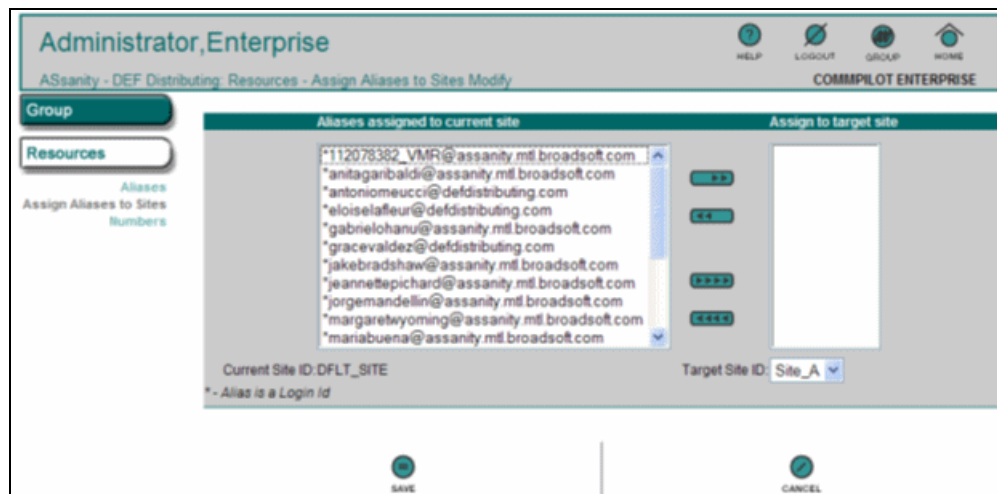 Administrator,Enterprise
HELP LOGOUT GROUP HOME
ASsanity - DEF Distributing: Resources - Assign Aliases to Sites Modify
COMMPILOT ENTERPRISE
Group
Resources
Aliases
Assign Aliases to Sites
Numbers
Aliases assigned to current site
Assign to target site
*112078382_VMR@assanity.mtl.broadsoft.com
*anitagaribaldi@assanity.mtl.broadsoft.com
*antoniomeucci@defdistributing.com
*eloiselafleur@defdistributing.com
*gabrielohanu@assanity.mtl.broadsoft.com
*gracevaldez@defdistributing.com
*jakebradshaw@assanity.mtl.broadsoft.com
*jeannettepichard@assanity.mtl.broadsoft.com
*jorgemandellin@assanity.mtl.broadsoft.com
*margaretwyoming@assanity.mtl.broadsoft.com
*mariabuena@assanity.mtl.broadsoft.com
Current Site ID:DFLT_SITE
Target Site ID: Site_A
* - Alias is a Login Id
SAVE
CANCEL